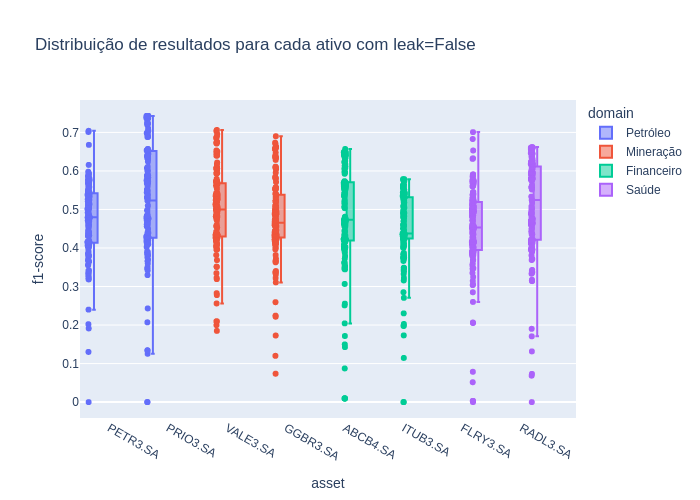 Distribuição de resultados para cada ativo com leak=False
domain
Petróleo
Mineração
Financeiro
Saúde
f1-score
0.7
0.6
0.5
0.4
0.3
0.2
0.1
0
PETR3.SA
PRIO3.SA
VALE3.SA
GGBR3.SA
ABCB4.SA
ITUB3.SA
FLRY3.SA
RADL3.SA
asset